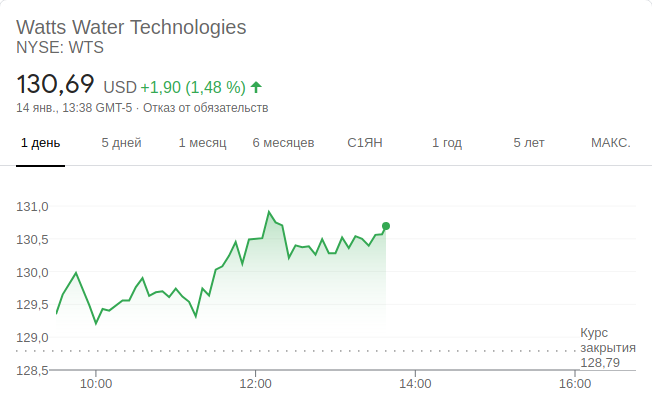 Watts Water Technologies
NYSE: WTS
130,69 USD +1,90 (1,48 %)
14 янв., 13:38 GMT-5 · Отказ от обязательств
1 день 5 дней 1 месяц 6 месяцев С1ЯН 1 год 5 лет МАКС.
131,0
130,5
130,0
129,5
129,0
Курс
закрытия
128,79
128,5
10:00 12:00 14:00 16:00